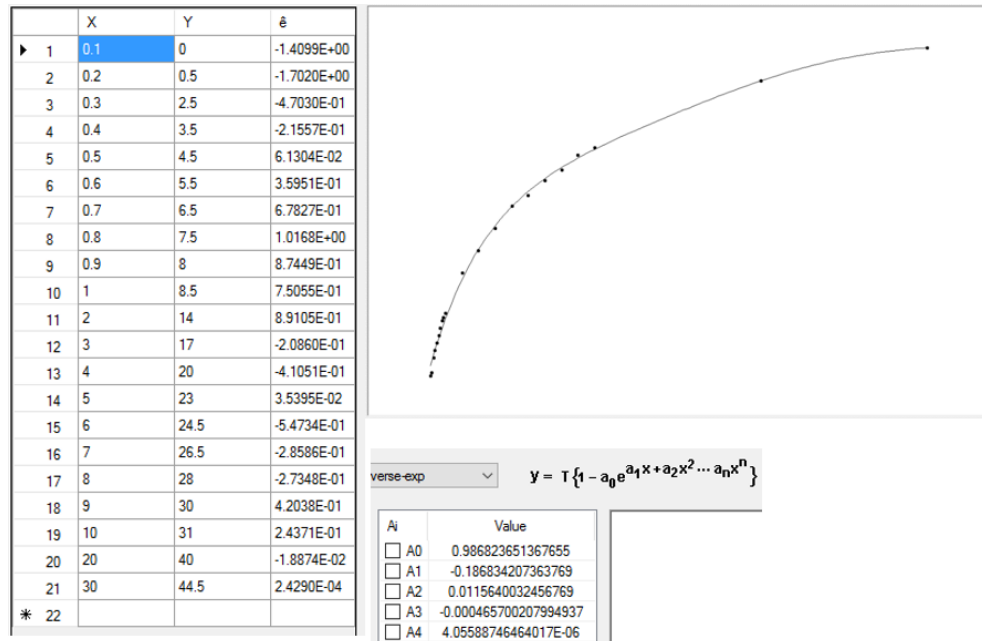 X Y ê
1 0.1 0 -1.4099E+00
2 0.2 0.5 -1.7020E+00
3 0.3 2.5 -4.7030E-01
4 0.4 3.5 -2.1557E-01
5 0.5 4.5 6.1304E-02
6 0.6 5.5 3.5951E-01
7 0.7 6.5 6.7827E-01
8 0.8 7.5 1.0168E+00
9 0.9 8 8.7449E-01
10 1 8.5 7.5055E-01
11 2 14 8.9105E-01
12 3 17 -2.0860E-01
13 4 20 -4.1051E-01
14 5 23 3.5395E-02
15 6 24.5 -5.4734E-01
16 7 26.5 -2.8586E-01
17 8 28 -2.7348E-01
18 9 30 4.2038E-01
19 10 31 2.4371E-01
20 20 40 -1.8874E-02
21 30 44.5 2.4290E-04
22
verse-exp
y = T{1 - a₀e^(a₁x+a₂x² ... aₙxⁿ)}
Ai Value
A0 0.986823651367655
A1 -0.186834207363769
A2 0.0115640032456769
A3 -0.000465700207994937
A4 4.05588746464017E-06